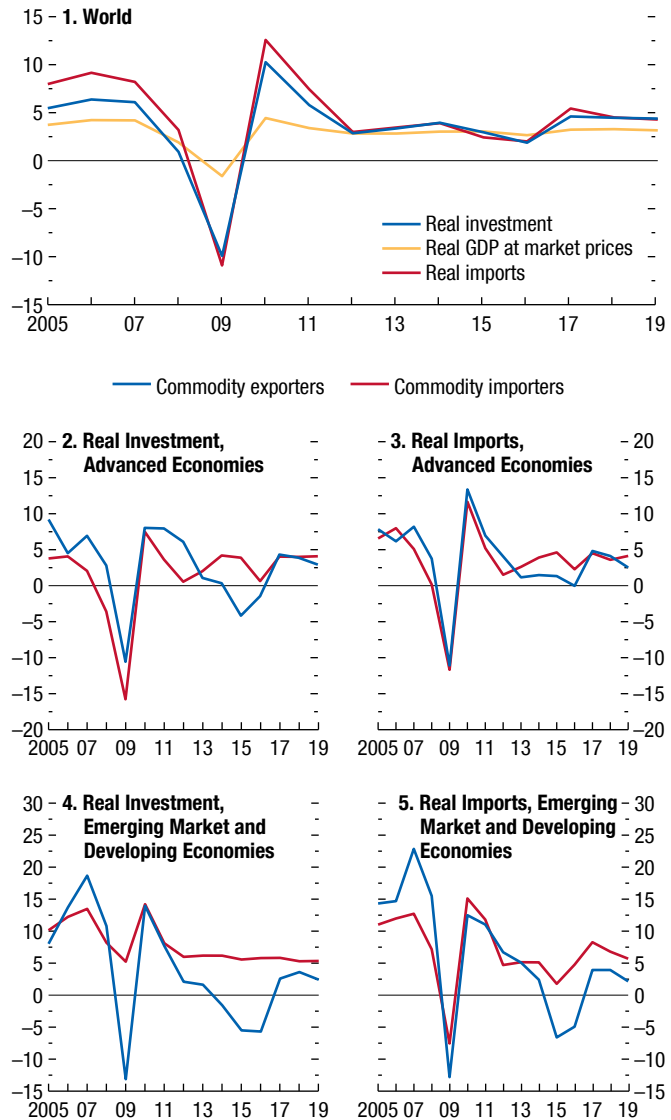 1. World
15
10
5
0
–5
–10
–15
Real investment
Real GDP at market prices
Real imports
2005 07 09 11 13 15 17 19
Commodity exporters Commodity importers
2. Real Investment,
Advanced Economies
20
15
10
5
0
–5
–10
–15
–20
2005 07 09 11 13 15 17 19
3. Real Imports,
Advanced Economies
20
15
10
5
0
–5
–10
–15
–20
2005 07 09 11 13 15 17 19
4. Real Investment,
Emerging Market and
Developing Economies
30
25
20
15
10
5
0
–5
–10
–15
2005 07 09 11 13 15 17 19
5. Real Imports, Emerging
Market and Developing
Economies
30
25
20
15
10
5
0
–5
–10
–15
2005 07 09 11 13 15 17 19